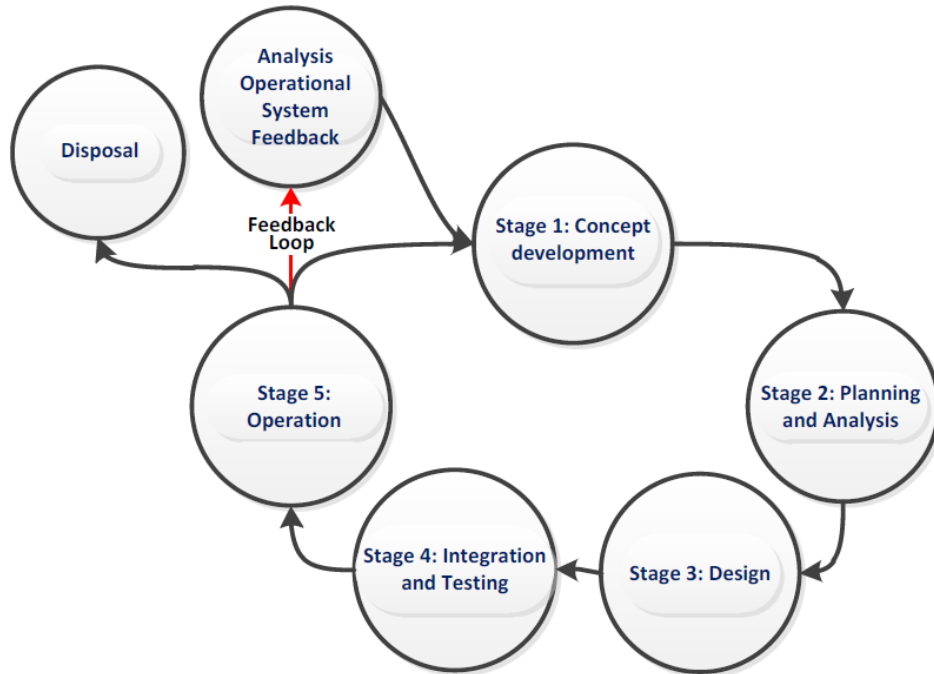 Analysis
Operational
System
Feedback
Disposal
Feedback
Loop
Stage 1: Concept
development
Stage 2: Planning
and Analysis
Stage 3: Design
Stage 4: Integration
and Testing
Stage 5:
Operation